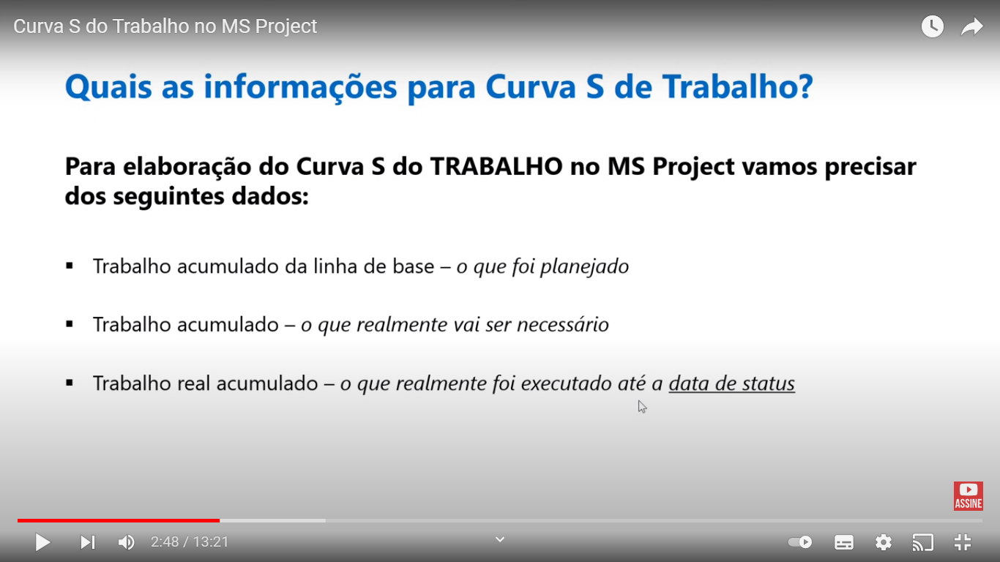 Curva S do Trabalho no MS Project
Quais as informações para Curva S de Trabalho?
Para elaboração do Curva S do TRABALHO no MS Project vamos precisar
dos seguintes dados:
▪ Trabalho acumulado da linha de base – o que foi planejado
▪ Trabalho acumulado – o que realmente vai ser necessário
▪ Trabalho real acumulado – o que realmente foi executado até a data de status
ASSINE
2:48 / 13:21